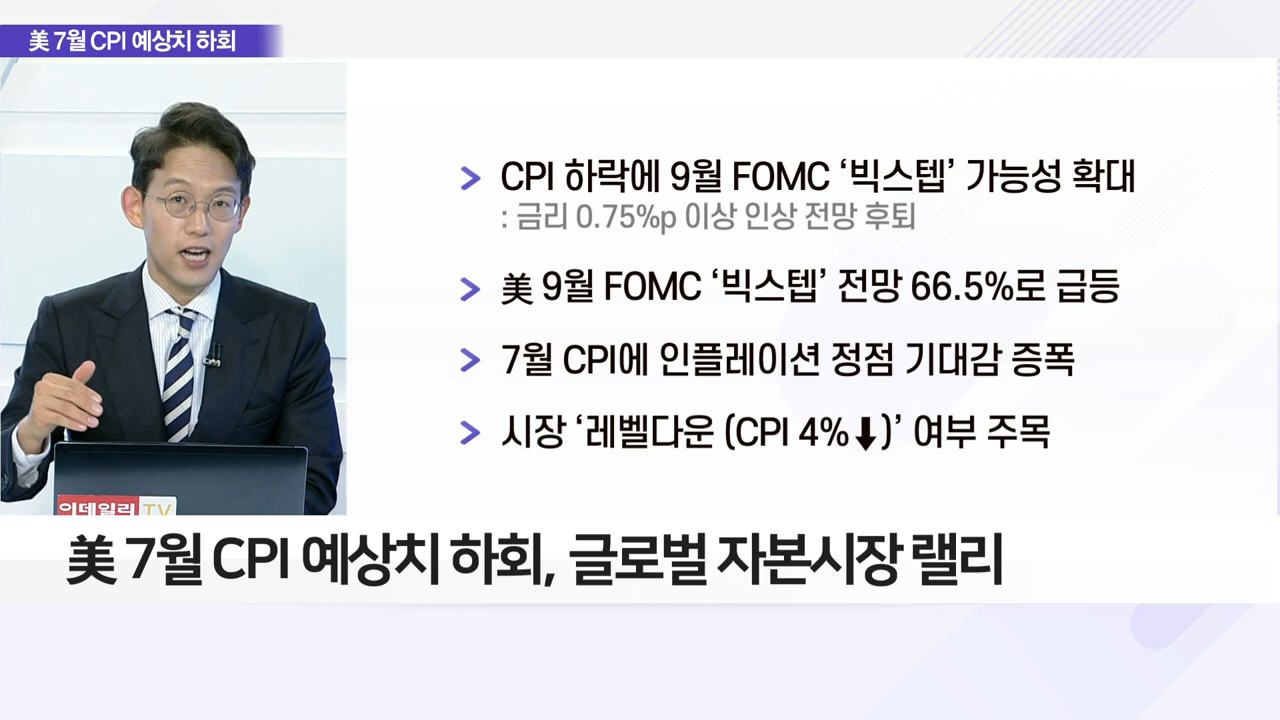 美 7월 CPI 예상치 하회
CPI 하락에 9월 FOMC ‘빅스텝’ 가능성 확대
: 금리 0.75%p 이상 인상 전망 후퇴
美 9월 FOMC ‘빅스텝’ 전망 66.5%로 급등
7월 CPI에 인플레이션 정점 기대감 증폭
시장 ‘레벨다운 (CPI 4%⬇)’ 여부 주목
이데일리 TV
美 7월 CPI 예상치 하회, 글로벌 자본시장 랠리